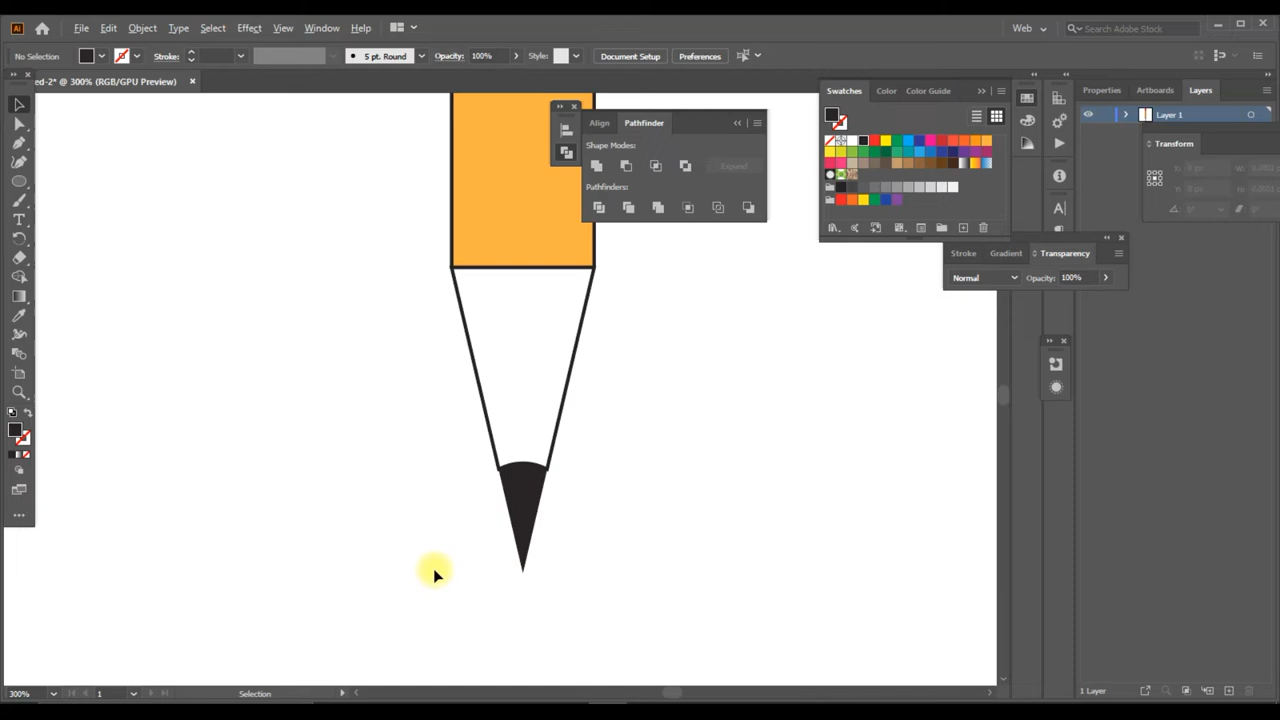 Ai File Edit Object Type Select Effect View Window Help Web Search Adobe Stock
No Selection Stroke: 5 pt. Round Opacity: 100% Style: Document Setup Preferences
ed-2* @ 300% (RGB/GPU Preview)
Swatches Color Color Guide
Properties Artboards Layers
Layer 1
Align Pathfinder
Shape Modes:
Expand
Pathfinders:
Transform
Stroke Gradient Transparency
Normal Opacity: 100%
300% 1 Selection 1 Layer